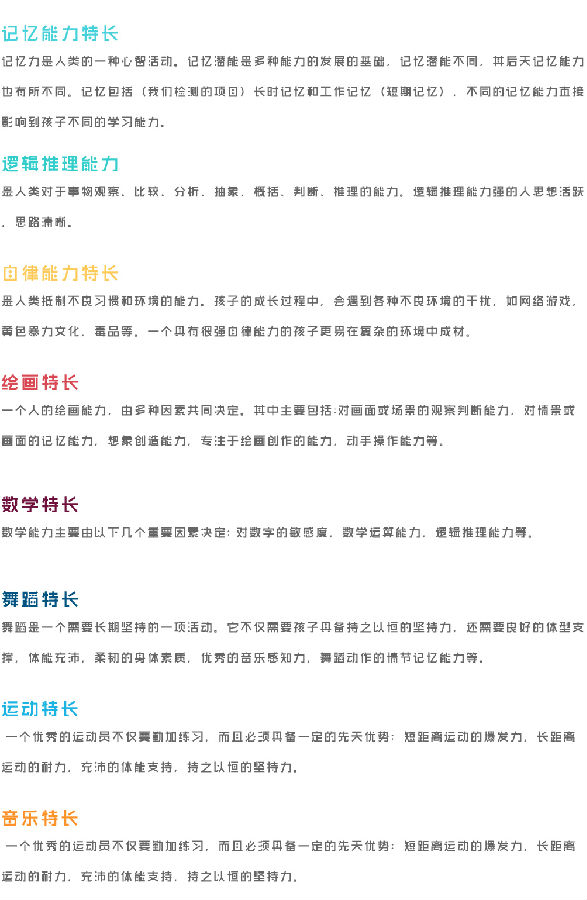 记忆能力特长
记忆力是人类的一种心智活动。记忆潜能是多种能力的发展的基础，记忆潜能不同，其后天记忆能力
也有所不同。记忆包括（我们检测的项目）长时记忆和工作记忆（短期记忆）、不同的记忆能力直接
影响到孩子不同的学习能力。
逻辑推理能力
是人类对于事物观察、比较、分析、抽象、概括、判断、推理的能力。逻辑推理能力强的人思想活跃
，思路清晰。
自律能力特长
是人类抵制不良习惯和环境的能力。孩子的成长过程中，会遇到各种不良环境的干扰，如网络游戏，
黄色暴力文化，毒品等。一个具有很强自律能力的孩子更易在复杂的环境中成材。
绘画特长
一个人的绘画能力，由多种因素共同决定。其中主要包括:对画面或场景的观察判断能力，对情景或
画面的记忆能力，想象创造能力，专注于绘画创作的能力，动手操作能力等。
数学特长
数学能力主要由以下几个重要因素决定: 对数字的敏感度，数学运算能力，逻辑推理能力等。
舞蹈特长
舞蹈是一个需要长期坚持的一项活动。它不仅需要孩子具备持之以恒的坚持力，还需要良好的体型支
撑，体能充沛，柔韧的身体素质，优秀的音乐感知力，舞蹈动作的情节记忆能力等。
运动特长
一个优秀的运动员不仅要勤加练习，而且必须具备一定的先天优势：短距离运动的爆发力，长距离
运动的耐力，充沛的体能支持，持之以恒的坚持力。
音乐特长
一个优秀的运动员不仅要勤加练习，而且必须具备一定的先天优势：短距离运动的爆发力，长距离
运动的耐力，充沛的体能支持，持之以恒的坚持力。